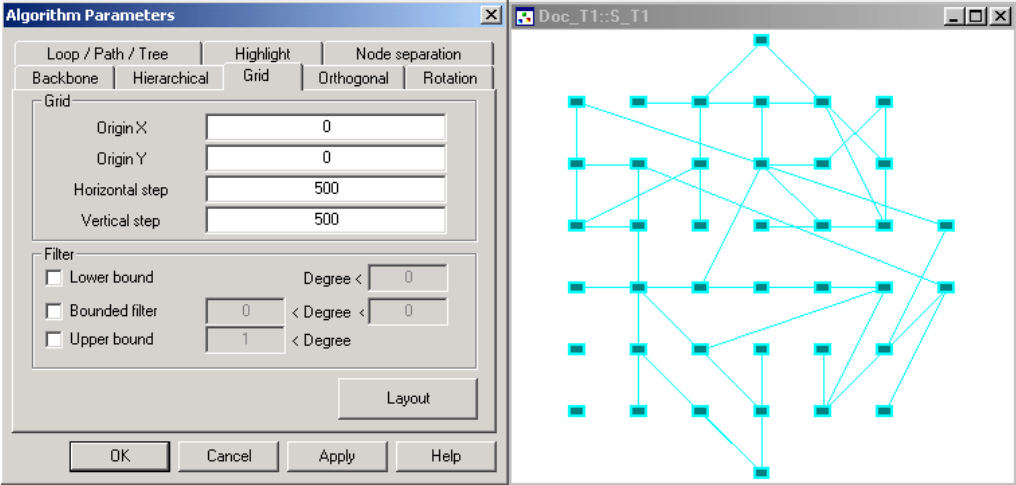 Algorithm Parameters
Doc_T1::S_T1
Loop / Path / Tree Highlight Node separation
Backbone Hierarchical Grid Orthogonal Rotation
Grid
Origin X 0
Origin Y 0
Horizontal step 500
Vertical step 500
Filter
Lower bound Degree < 0
Bounded filter 0 < Degree < 0
Upper bound 1 < Degree
Layout
OK Cancel Apply Help